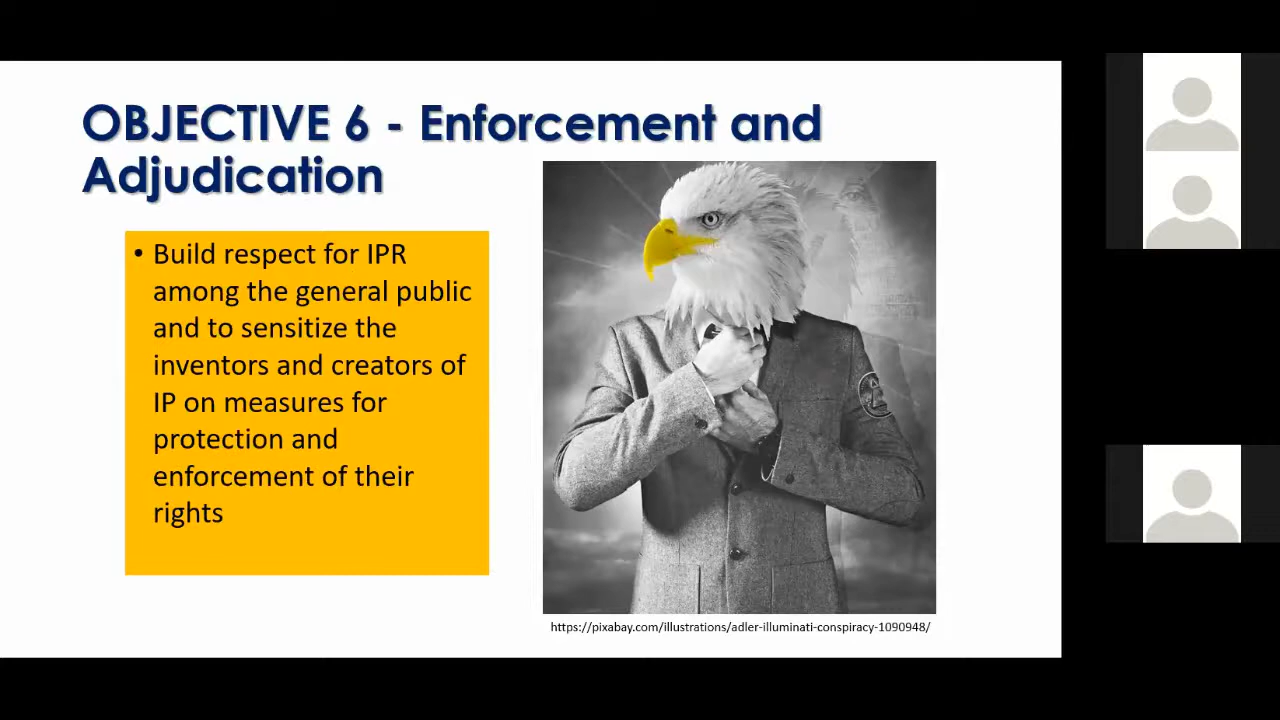 OBJECTIVE 6 - Enforcement and
Adjudication
• Build respect for IPR
among the general public
and to sensitize the
inventors and creators of
IP on measures for
protection and
enforcement of their
rights
https://pixabay.com/illustrations/adler-illuminati-conspiracy-1090948/